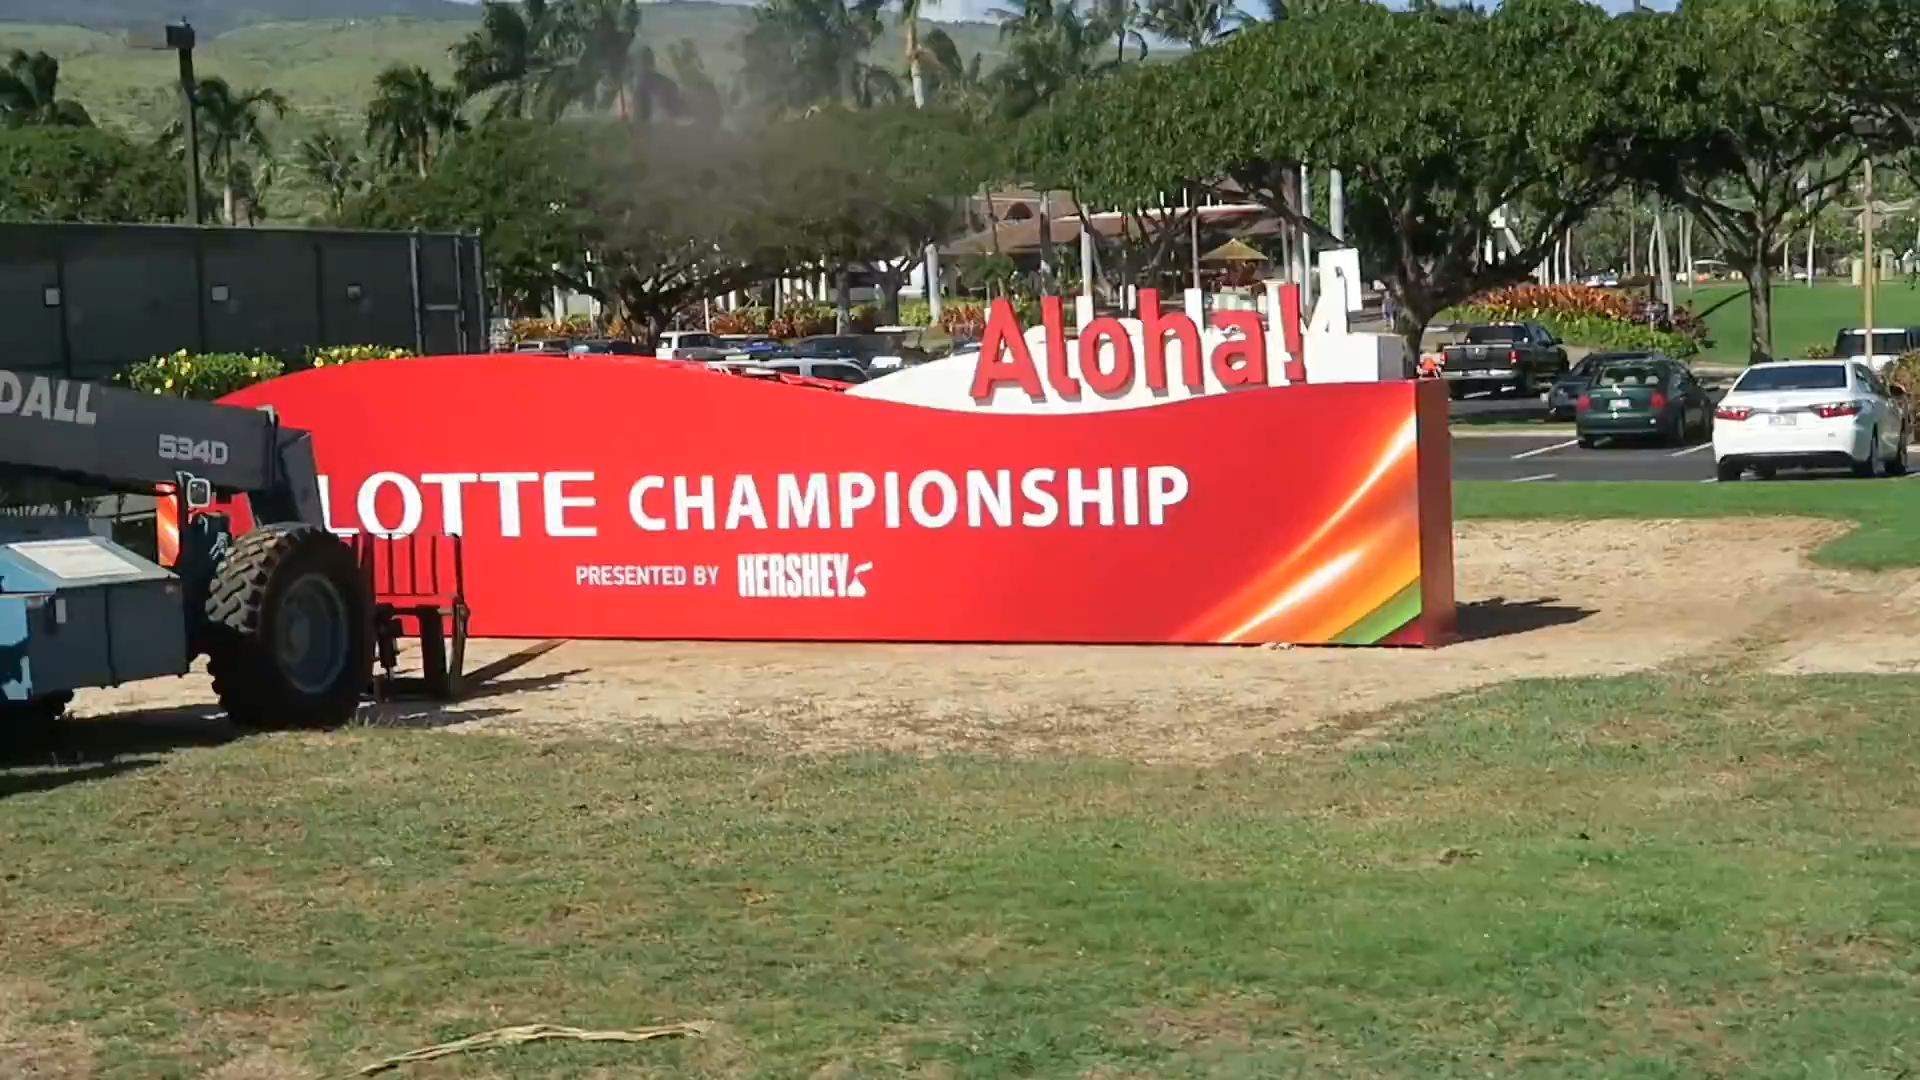 Aloha!
DALL
534D
LOTTE CHAMPIONSHIP
PRESENTED BY HERSHEY